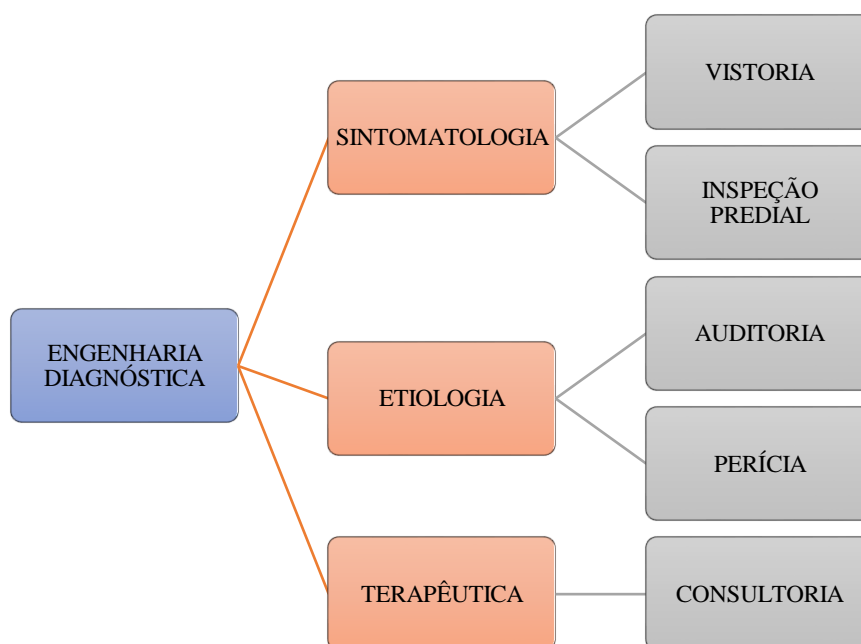 ENGENHARIA
DIAGNÓSTICA
SINTOMATOLOGIA
VISTORIA
INSPEÇÃO
PREDIAL
ETIOLOGIA
AUDITORIA
PERÍCIA
TERAPÊUTICA
CONSULTORIA